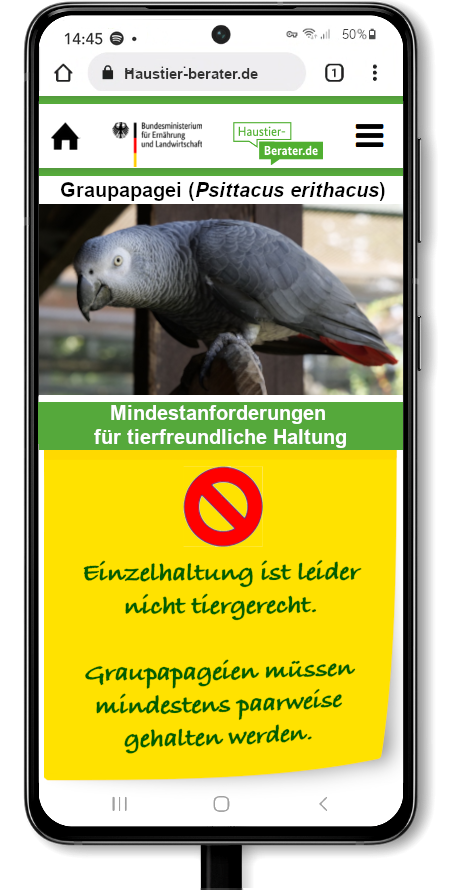 14:45
50%
Haustier-berater.de
1
Bundesministerium
für Ernährung
und Landwirtschaft
Haustier-
Berater.de
Graupapagei (Psittacus erithacus)
Mindestanforderungen
für tierfreundliche Haltung
Einzelhaltung ist leider
nicht tiergerecht.
Graupapageien müssen
mindestens paarweise
gehalten werden.